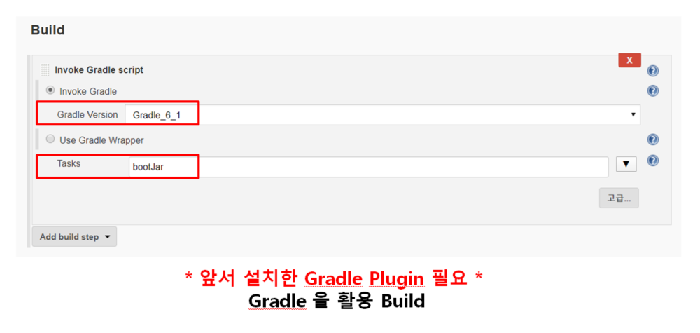 Build
X
Invoke Gradle script
Invoke Gradle
Gradle Version Gradle_6_1
Use Gradle Wrapper
Tasks bootJar
고급...
Add build step
* 앞서 설치한 Gradle Plugin 필요 *
Gradle 을 활용 Build